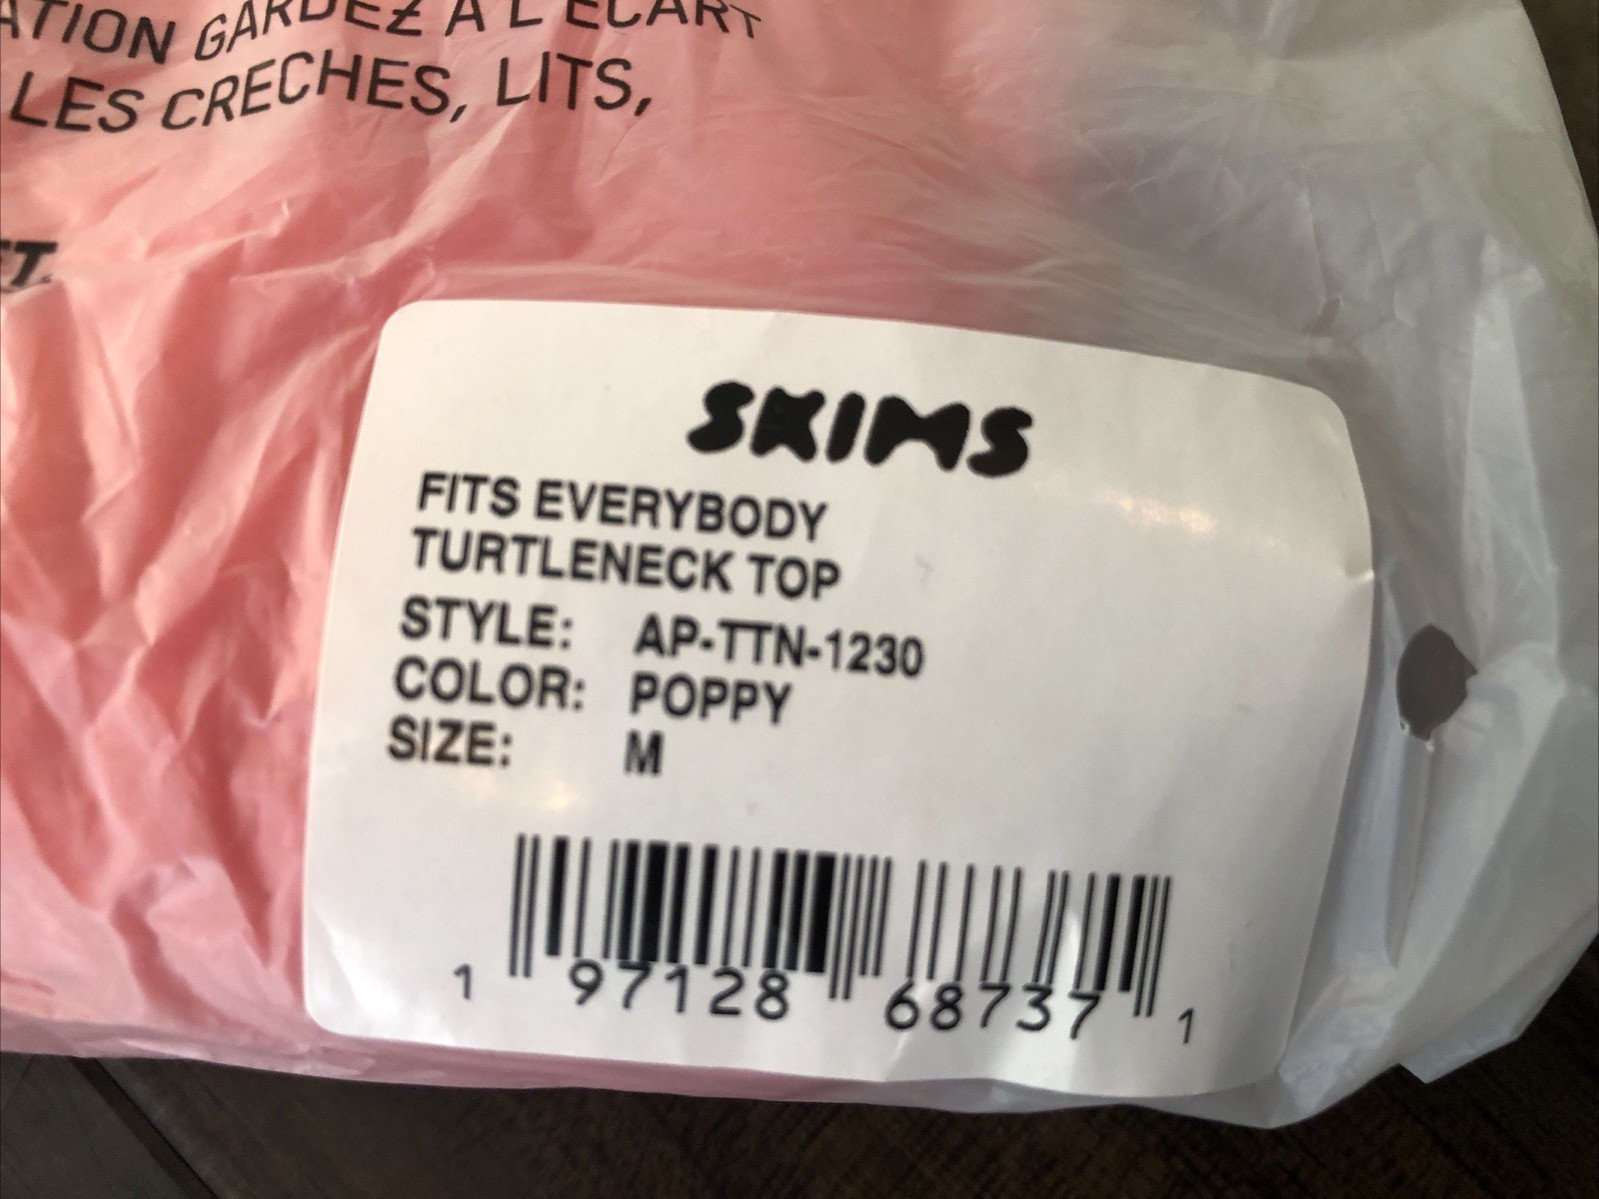 ATION GARDEZ À L'ÉCART
LES CRECHES, LITS,
SKIMS
FITS EVERYBODY
TURTLENECK TOP
STYLE: AP-TTN-1230
COLOR: POPPY
SIZE: M
1 97128 68737 1